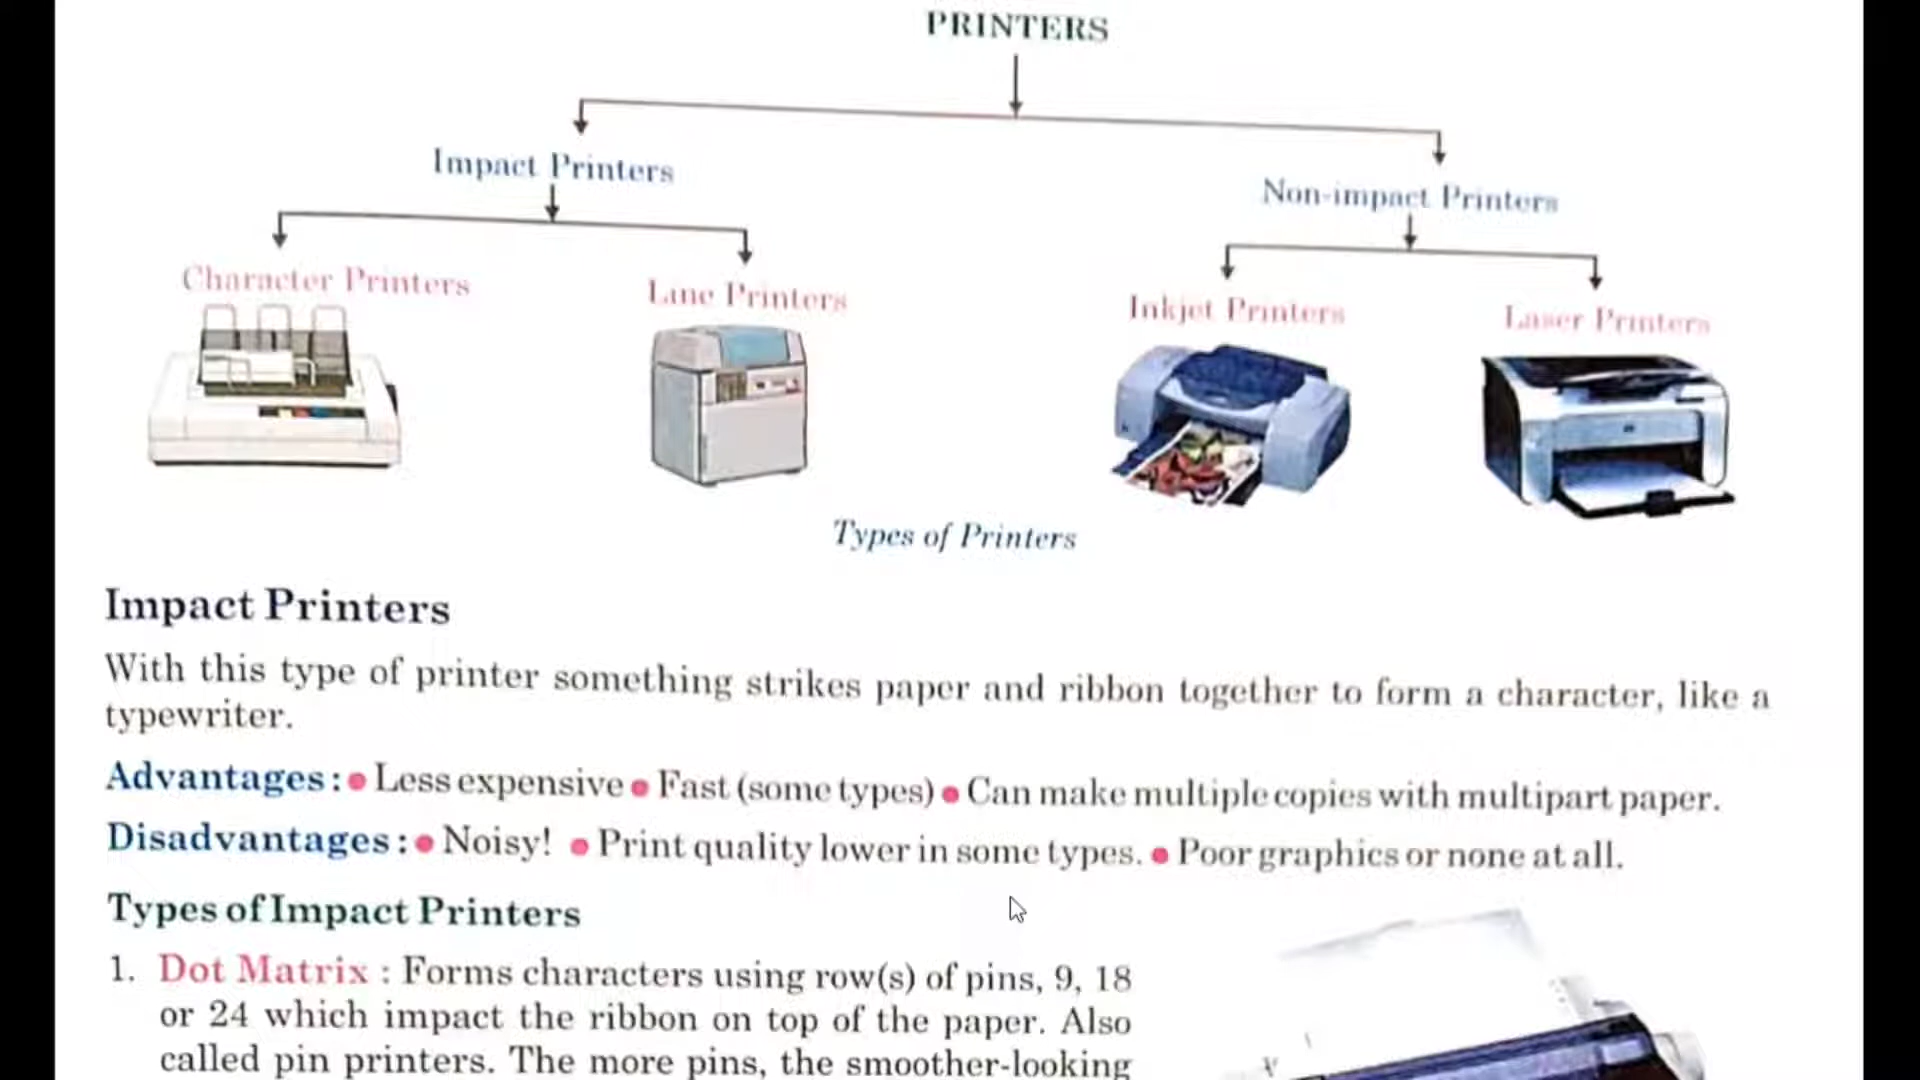 PRINTERS
Impact Printers
Non-impact Printers
Character Printers
Lane Printers
Inkjet Printers
Laser Printers
Types of Printers
Impact Printers
With this type of printer something strikes paper and ribbon together to form a character, like a
typewriter.
Advantages : • Less expensive • Fast (some types) • Can make multiple copies with multipart paper.
Disadvantages : • Noisy! • Print quality lower in some types. • Poor graphics or none at all.
Types of Impact Printers
1. Dot Matrix : Forms characters using row(s) of pins, 9, 18
or 24 which impact the ribbon on top of the paper. Also
called pin printers. The more pins, the smoother-looking